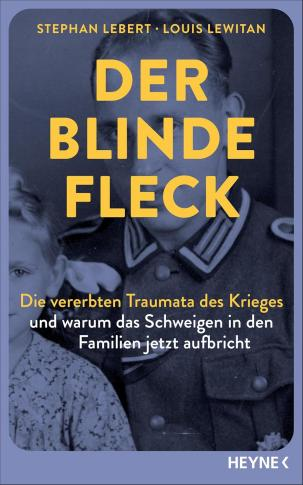 STEPHAN LEBERT · LOUIS LEWITAN
DER
BLINDE
FLECK
Die vererbten Traumata des Krieges
und warum das Schweigen in den
Familien jetzt aufbricht
HEYNE <